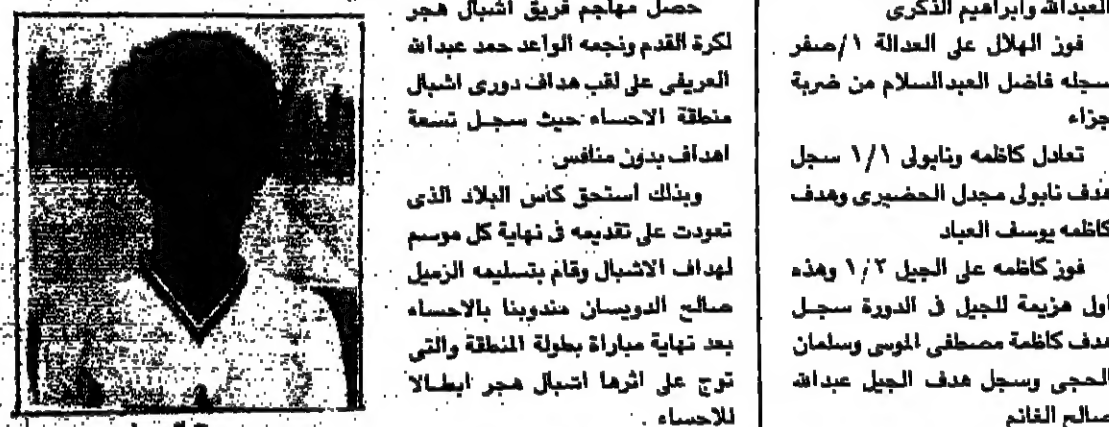 العبدالله وابراهيم الذكرى
فوز الهلال على العدالة ١/صفر
سجله فاضل العبدالسلام من ضربة
جزاء
تعادل كاظمه ونابولى ١/١ سجل
هدف نابولى مجدل الحضيرى وهدف
كاظمه يوسف العباد
فوز كاظمه على الجيل ٢/١ وهذه
اول هزيمة للجيل فى الدورة سجل
هدف كاظمة مصطفى الموسى وسلمان
الحجى وسجل هدف الجيل عبدالله
صالح الغانم
حصل مهاجم فريق اشبال هجر
لكرة القدم ونجمه الواعد حمد عبدالله
العريفى على لقب هداف دورى اشبال
منطقة الاحساء حيث سجل تسعة
اهداف بدون منافس .
وبذلك استحق كاس البلاد الذى
تعودت على تقديمه فى نهاية كل موسم
لهداف الاشبال وقام بتسليمه الزميل
صالح الدويسان مندوبنا بالاحساء
بعد نهاية مباراة بطولة المنطقة والتى
توج على اثرها اشبال هجر ابطالا
للاحساء .